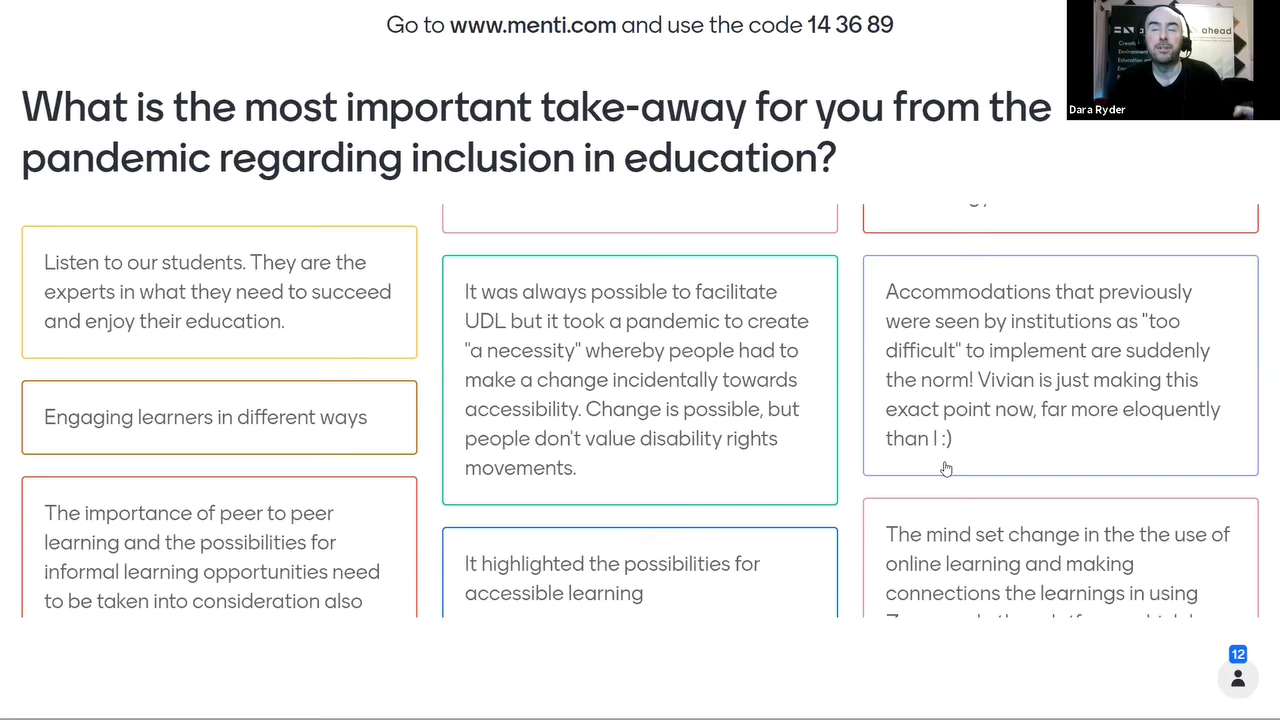 Go to www.menti.com and use the code 14 36 89
What is the most important take-away for you from the
pandemic regarding inclusion in education?
ahead
Dara Ryder
Listen to our students. They are the
experts in what they need to succeed
and enjoy their education.
Engaging learners in different ways
The importance of peer to peer
learning and the possibilities for
informal learning opportunities need
to be taken into consideration also
It was always possible to facilitate
UDL but it took a pandemic to create
"a necessity" whereby people had to
make a change incidentally towards
accessibility. Change is possible, but
people don't value disability rights
movements.
It highlighted the possibilities for
accessible learning
Accommodations that previously
were seen by institutions as "too
difficult" to implement are suddenly
the norm! Vivian is just making this
exact point now, far more eloquently
than I :)
The mind set change in the the use of
online learning and making
connections the learnings in using
12